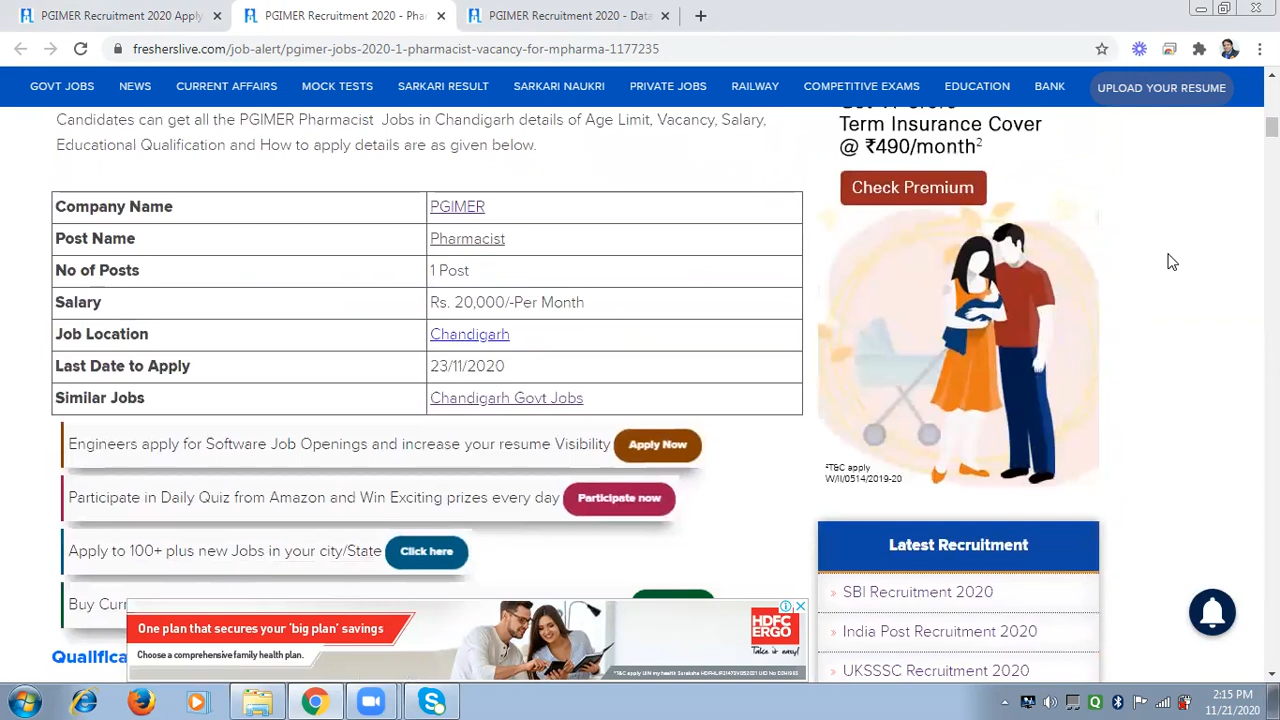 PGIMER Recruitment 2020 Apply
PGIMER Recruitment 2020 - Phar
PGIMER Recruitment 2020 - Data
fresherslive.com/job-alert/pgimer-jobs-2020-1-pharmacist-vacancy-for-mpharma-1177235
GOVT JOBS NEWS CURRENT AFFAIRS MOCK TESTS SARKARI RESULT SARKARI NAUKRI PRIVATE JOBS RAILWAY COMPETITIVE EXAMS EDUCATION BANK UPLOAD YOUR RESUME
Candidates can get all the PGIMER Pharmacist Jobs in Chandigarh details of Age Limit, Vacancy, Salary,
Educational Qualification and How to apply details are as given below.
Company Name PGIMER
Post Name Pharmacist
No of Posts 1 Post
Salary Rs. 20,000/-Per Month
Job Location Chandigarh
Last Date to Apply 23/11/2020
Similar Jobs Chandigarh Govt Jobs
Engineers apply for Software Job Openings and increase your resume Visibility Apply Now
Participate in Daily Quiz from Amazon and Win Exciting prizes every day Participate now
Apply to 100+ plus new Jobs in your city/State Click here
Buy Curr
One plan that secures your 'big plan' savings
Choose a comprehensive family health plan.
HDFC
ERGO
Take it easy!
Qualifica
Term Insurance Cover
@ ₹490/month2
Check Premium
2T&C apply
W/II/0514/2019-20
Latest Recruitment
» SBI Recruitment 2020
» India Post Recruitment 2020
» UKSSSC Recruitment 2020
2:15 PM
11/21/2020